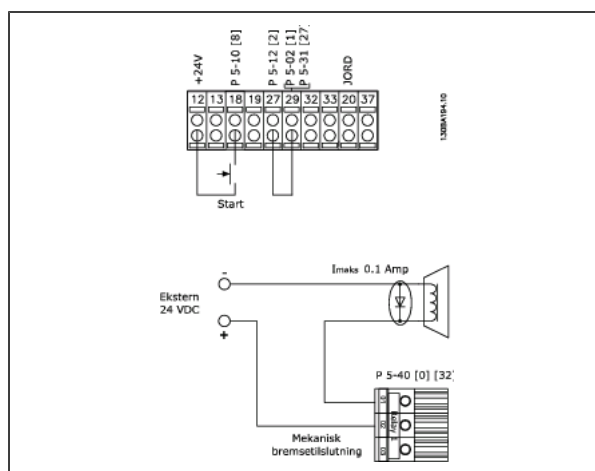 +24V
P 5-10 [8]
P 5-12 [2]
P 5-02 [1]
P 5-31 [27]
JORD
12 13 18 19 27 29 32 33 20 37
130BA194.10
Start
Imaks 0.1 Amp
-
Ekstern
24 VDC
+
P 5-40 [0] [32]
01
02
03
Relay 1
Mekanisk
bremsetilslutning